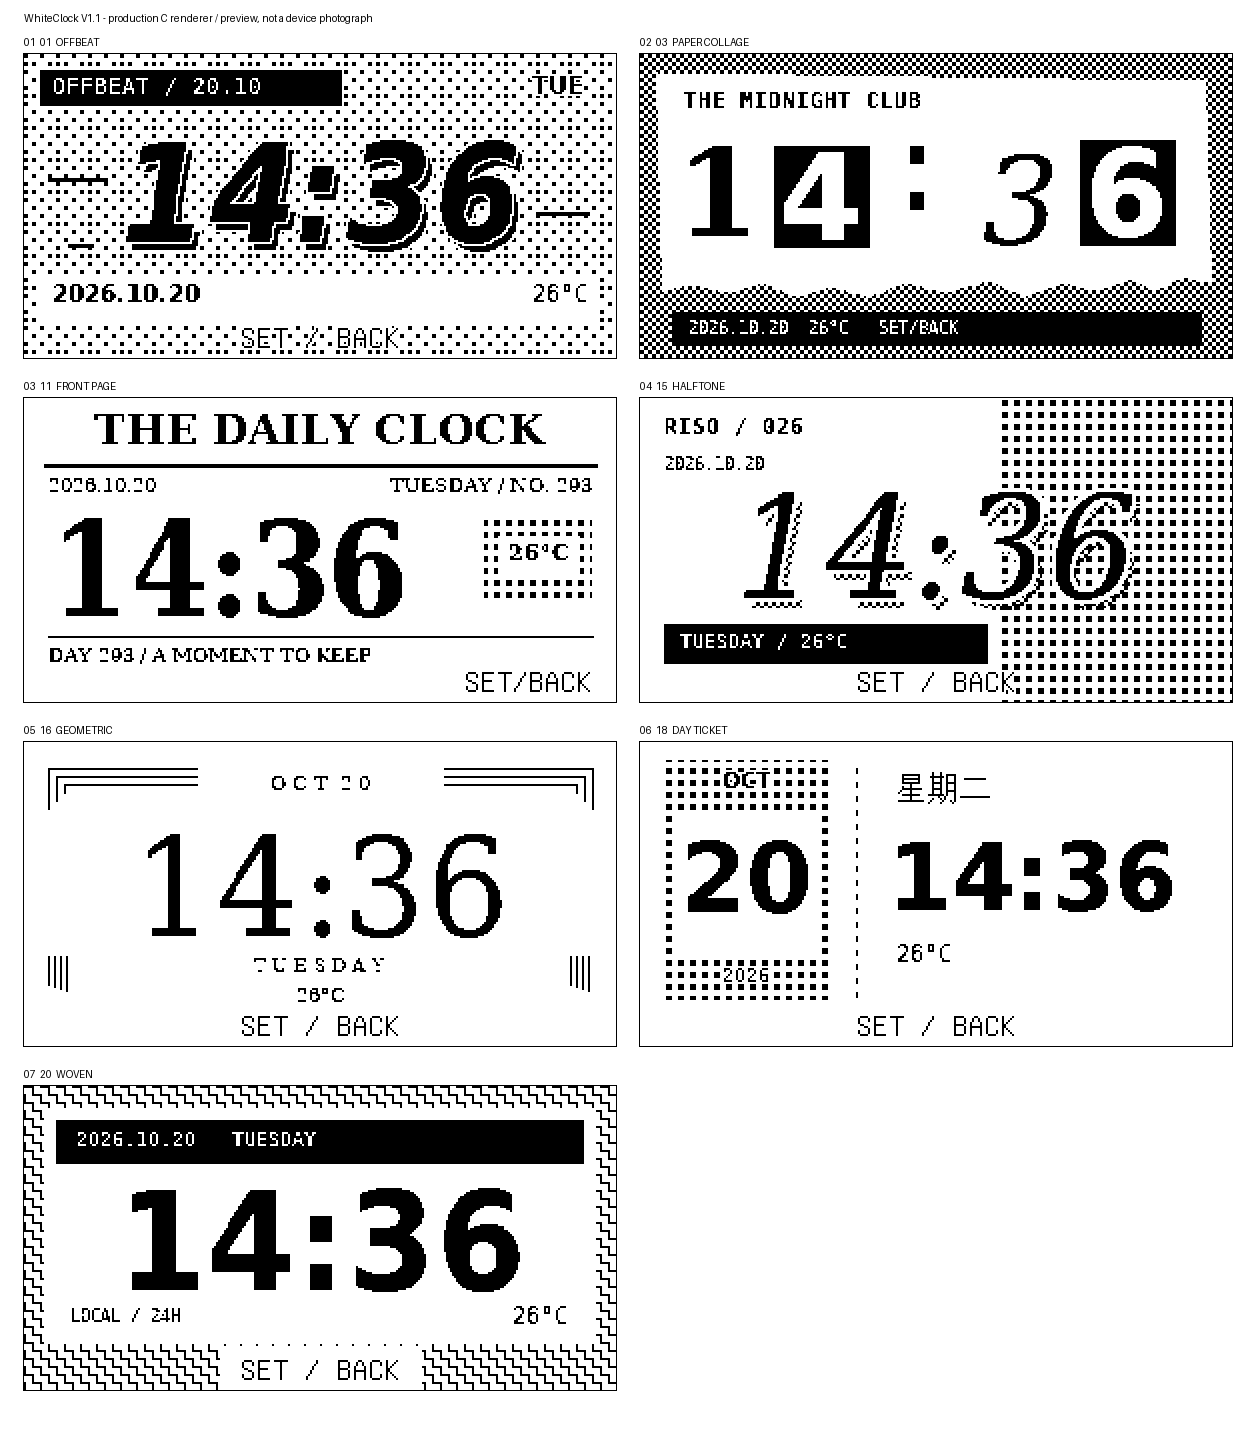 WhiteClock V1.1 - production C renderer / preview, not a device photograph
01 01 OFFBEAT
OFFBEAT / 20.10
TUE
14:36
2026.10.20
26°C
SET / BACK
02 03 PAPER COLLAGE
THE MIDNIGHT CLUB
14:36
2026.10.20 26°C SET/BACK
03 11 FRONT PAGE
THE DAILY CLOCK
2026.10.20
TUESDAY / NO. 293
14:36
26°C
DAY 293 / A MOMENT TO KEEP
SET/BACK
04 15 HALFTONE
RISO / 026
2026.10.20
14:36
TUESDAY / 26°C
SET / BACK
05 16 GEOMETRIC
OCT 20
14:36
TUESDAY
26°C
SET / BACK
06 18 DAY TICKET
OCT
20
2026
星期二
14:36
26°C
SET / BACK
07 20 WOVEN
2026.10.20 TUESDAY
14:36
LOCAL / 24H
26°C
SET / BACK